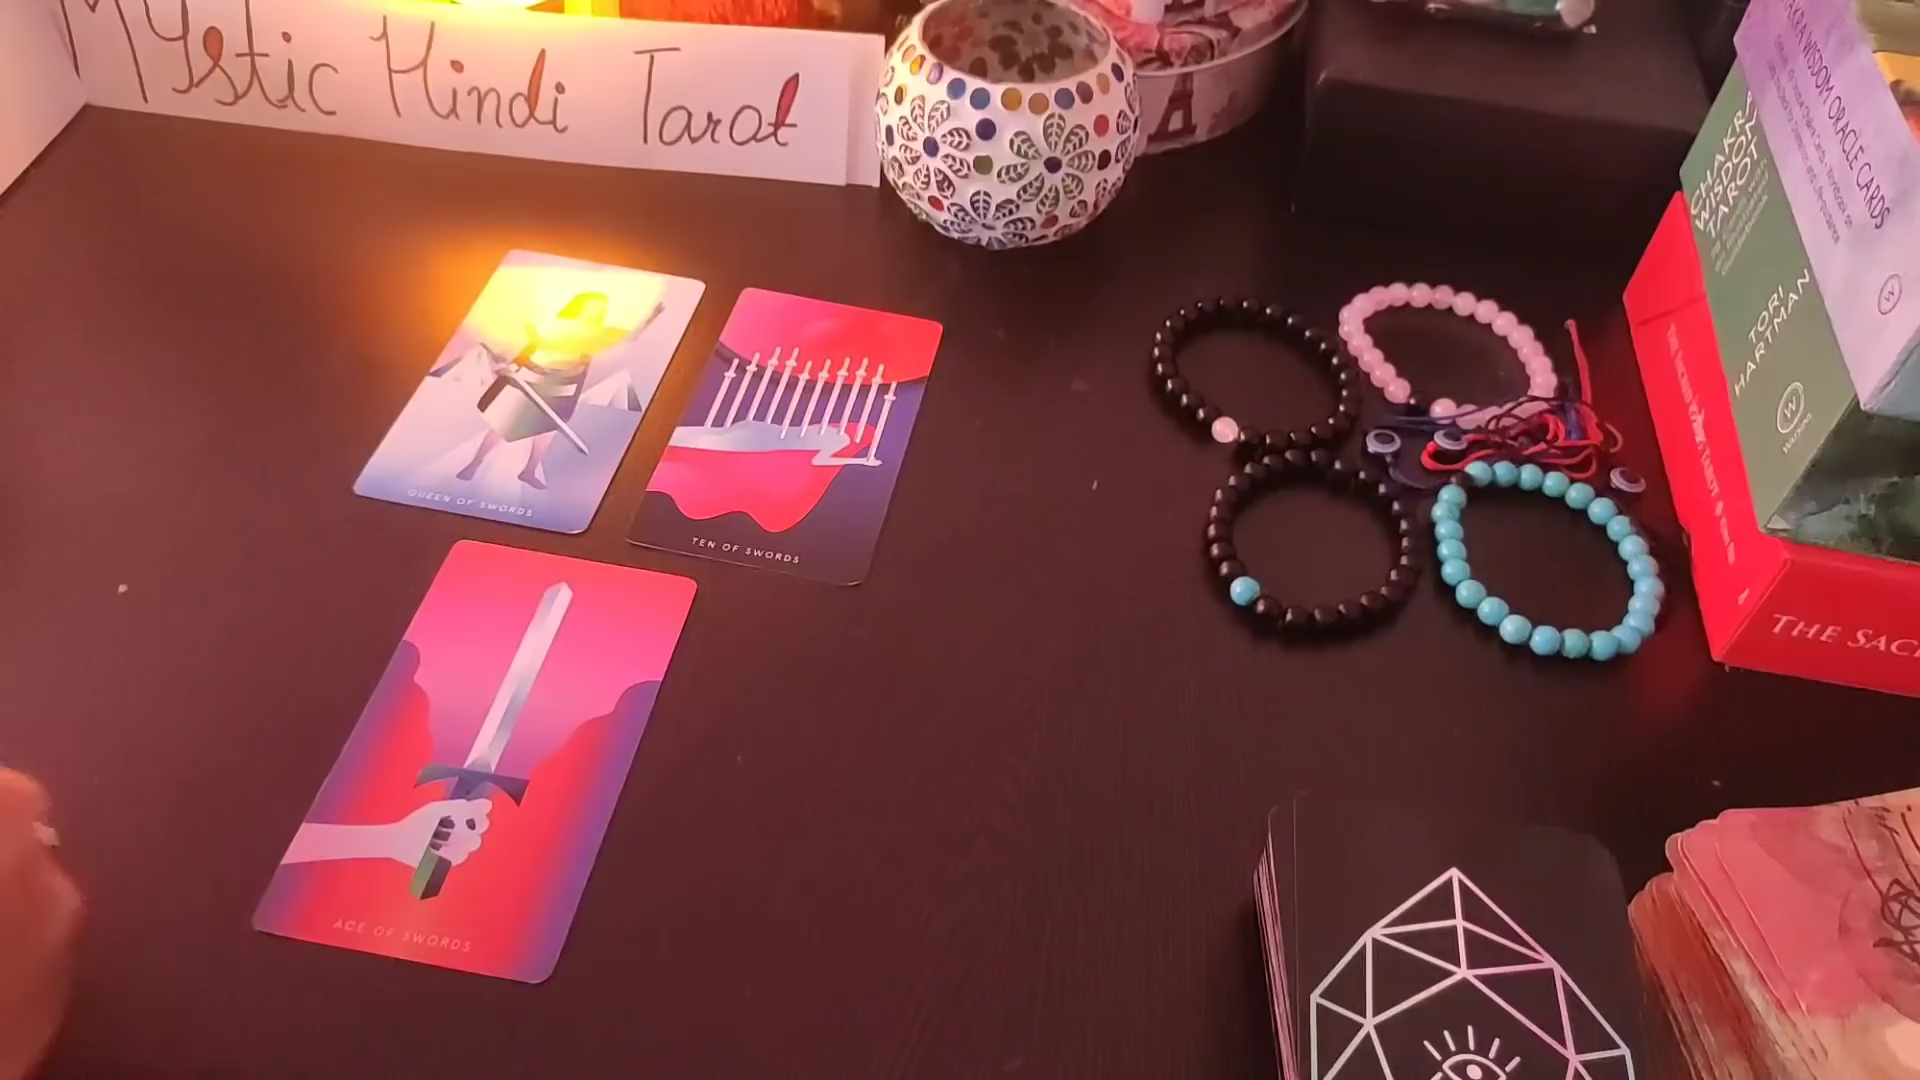 Mystic Hindi Tarot
QUEEN OF SWORDS
TEN OF SWORDS
ACE OF SWORDS
CHAKRA WISDOM ORACLE CARDS
CHAKRA
WISDOM
TAROT
TORI
HARTMAN
W
WATKINS
W
THE SAC